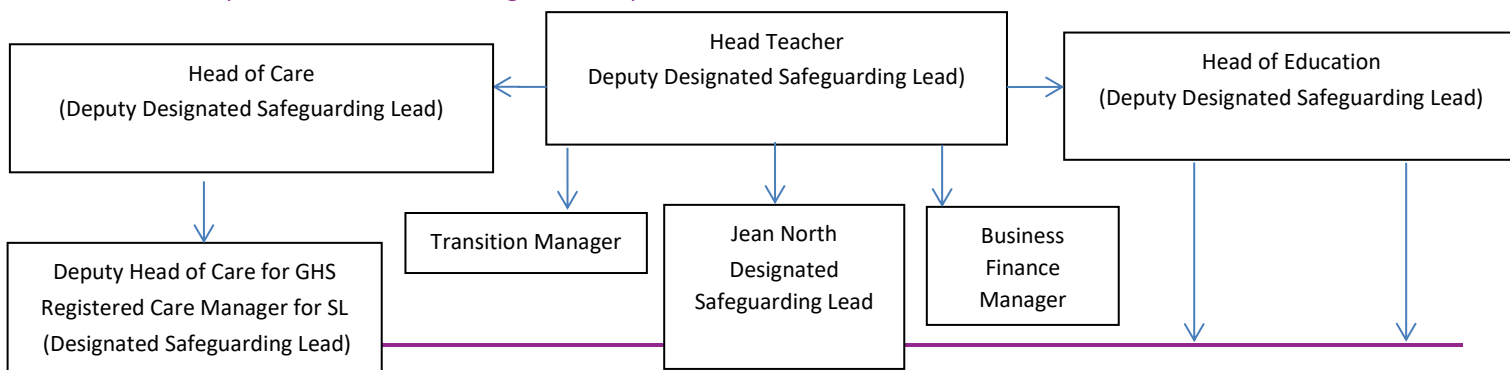 Head Teacher
Deputy Designated Safeguarding Lead)
Head of Care
(Deputy Designated Safeguarding Lead)
Head of Education
(Deputy Designated Safeguarding Lead)
Transition Manager
Jean North
Designated
Safeguarding Lead
Business
Finance
Manager
Deputy Head of Care for GHS
Registered Care Manager for SL
(Designated Safeguarding Lead)